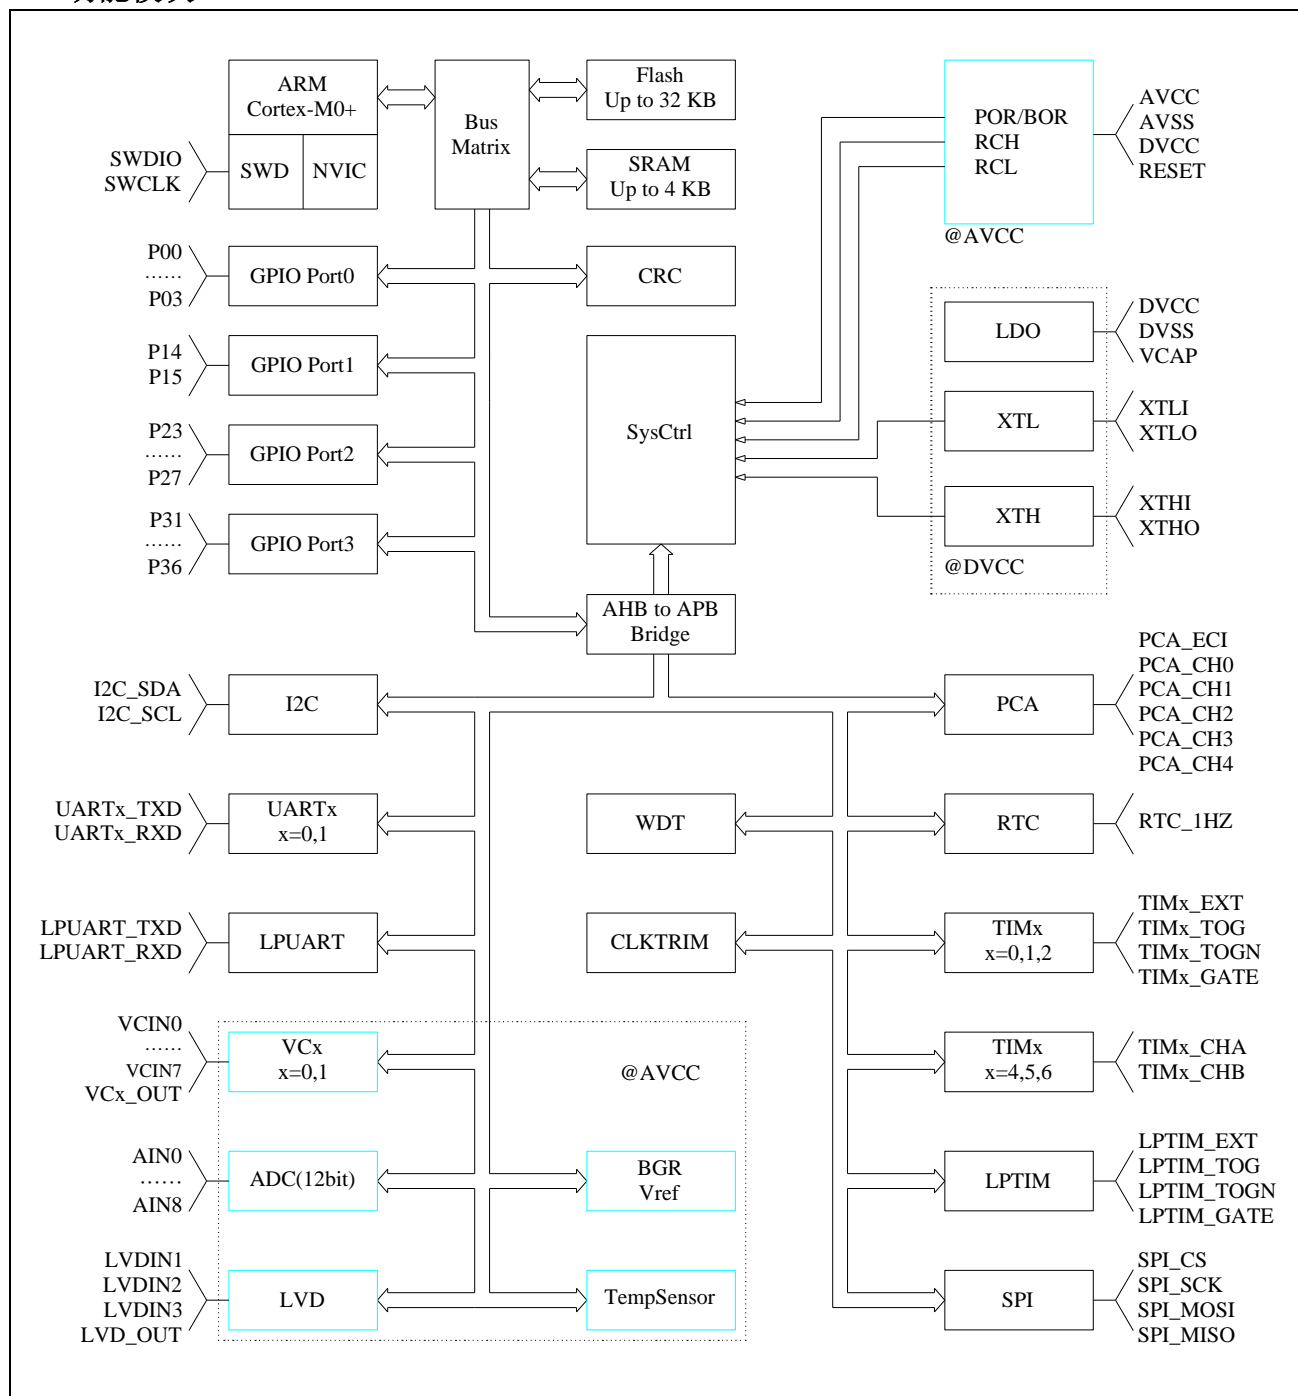 ARM
Cortex-M0+
SWD
NVIC
SWDIO
SWCLK
Bus
Matrix
Flash
Up to 32 KB
SRAM
Up to 4 KB
POR/BOR
RCH
RCL
@AVCC
AVCC
AVSS
DVCC
RESET
P00
……
P03
GPIO Port0
CRC
P14
P15
GPIO Port1
SysCtrl
LDO
DVCC
DVSS
VCAP
P23
……
P27
GPIO Port2
XTL
XTLI
XTLO
P31
……
P36
GPIO Port3
XTH
XTHI
XTHO
@DVCC
AHB to APB
Bridge
I2C_SDA
I2C_SCL
I2C
PCA
PCA_ECI
PCA_CH0
PCA_CH1
PCA_CH2
PCA_CH3
PCA_CH4
UARTx_TXD
UARTx_RXD
UARTx
x=0,1
WDT
RTC
RTC_1HZ
LPUART_TXD
LPUART_RXD
LPUART
CLKTRIM
TIMx
x=0,1,2
TIMx_EXT
TIMx_TOG
TIMx_TOGN
TIMx_GATE
VCIN0
……
VCIN7
VCx_OUT
VCx
x=0,1
@AVCC
TIMx
x=4,5,6
TIMx_CHA
TIMx_CHB
AIN0
……
AIN8
ADC(12bit)
BGR
Vref
LPTIM
LPTIM_EXT
LPTIM_TOG
LPTIM_TOGN
LPTIM_GATE
LVDIN1
LVDIN2
LVDIN3
LVD_OUT
LVD
TempSensor
SPI
SPI_CS
SPI_SCK
SPI_MOSI
SPI_MISO